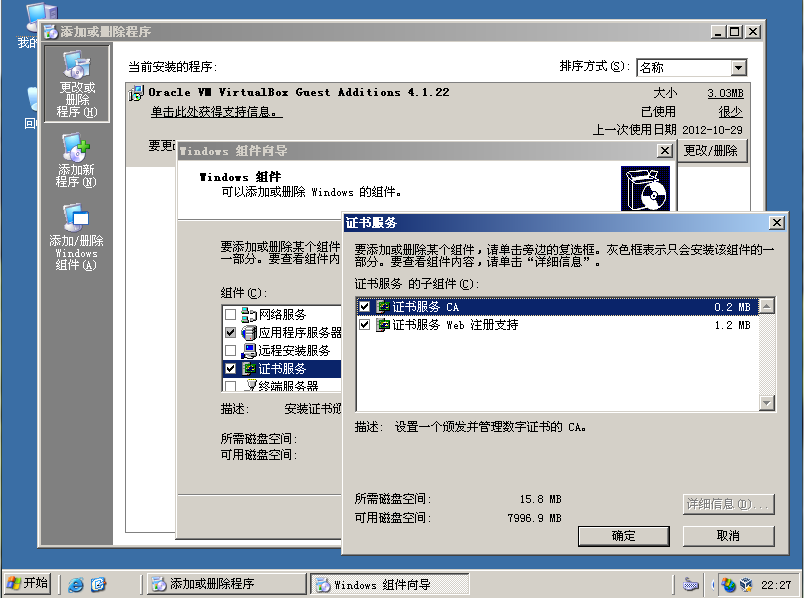 我的
回
添加或删除程序
更改或
删除
程序(H)
添加新
程序(N)
添加/删除
Windows
组件(A)
当前安装的程序:
排序方式(S):
名称
Oracle VM VirtualBox Guest Additions 4.1.22
大小
3.03MB
单击此处获得支持信息。
已使用
很少
上一次使用日期
2012-10-29
要更
更改/删除
Windows 组件向导
Windows 组件
可以添加或删除 Windows 的组件。
要添加或删除某个组件
一部分。要查看组件内
组件(C):
网络服务
应用程序服务器
远程安装服务
证书服务
终端服务器
描述:
安装证书颁
所需磁盘空间:
可用磁盘空间:
证书服务
要添加或删除某个组件，请单击旁边的复选框。灰色框表示只会安装该组件的一
部分。要查看组件内容，请单击“详细信息”。
证书服务 的子组件(C):
证书服务 CA
0.2 MB
证书服务 Web 注册支持
1.2 MB
描述: 设置一个颁发并管理数字证书的 CA。
所需磁盘空间:
15.8 MB
可用磁盘空间:
7996.9 MB
详细信息(D)...
确定
取消
开始
添加或删除程序
Windows 组件向导
22:27